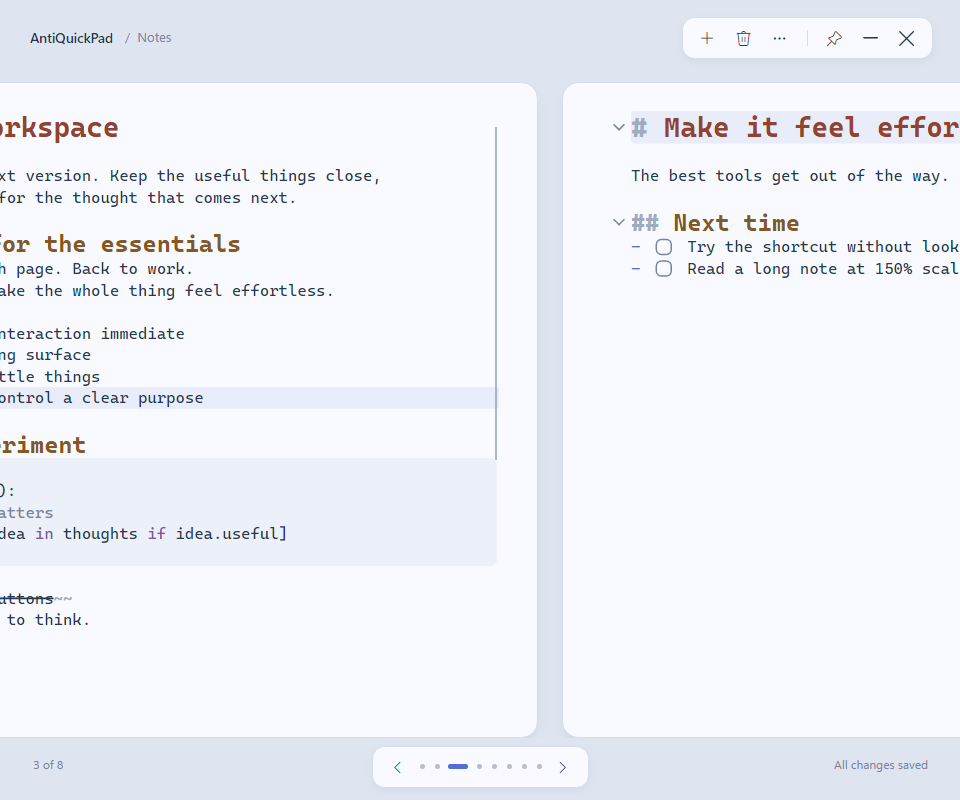 AntiQuickPad / Notes
orkspace
xt version. Keep the useful things close,
for the thought that comes next.
for the essentials
h page. Back to work.
ake the whole thing feel effortless.
nteraction immediate
ng surface
ttle things
ontrol a clear purpose
eriment
():
atters
dea in thoughts if idea.useful]
uttons~~
to think.
# Make it feel effor
The best tools get out of the way.
## Next time
- Try the shortcut without look
- Read a long note at 150% scal
3 of 8
All changes saved